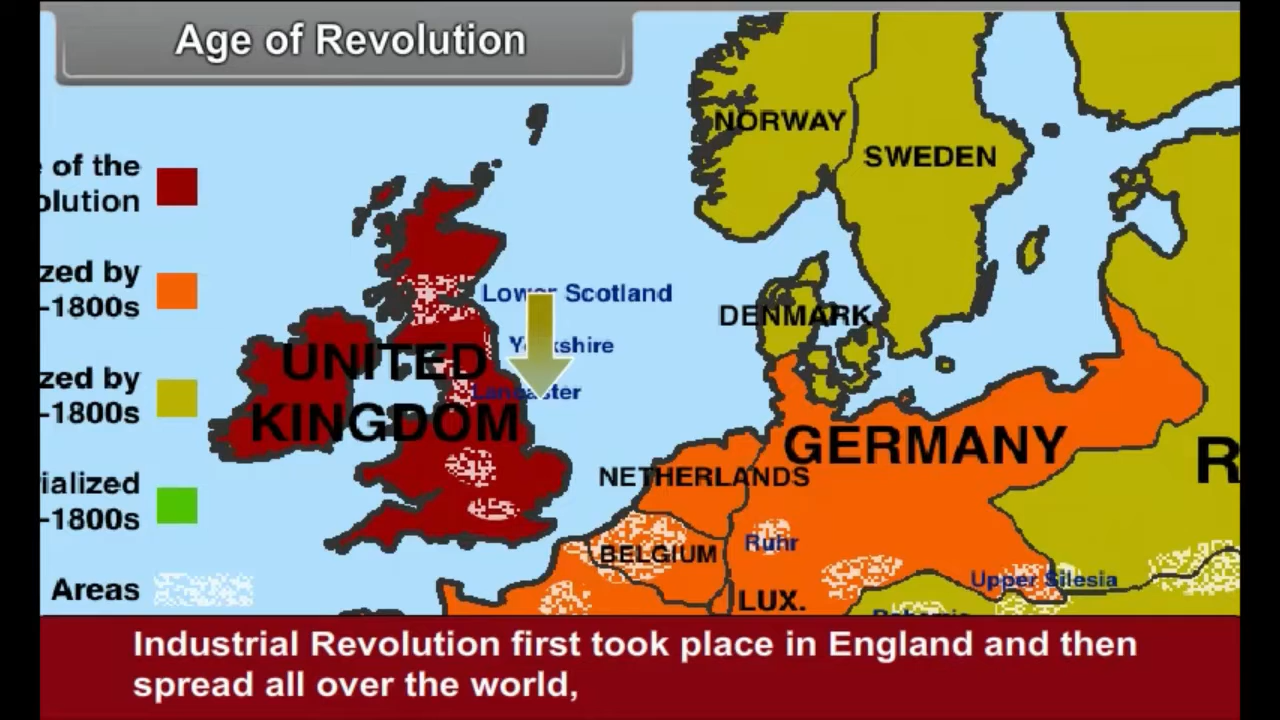 Age of Revolution
NORWAY
SWEDEN
of the
olution
zed by
-1800s
Lower Scotland
DENMARK
Yorkshire
UNITED
KINGDOM
Lancaster
zed by
-1800s
GERMANY
NETHERLANDS
R
ialized
-1800s
Ruhr
BELGIUM
Upper Silesia
Areas
LUX.
Industrial Revolution first took place in England and then
spread all over the world,